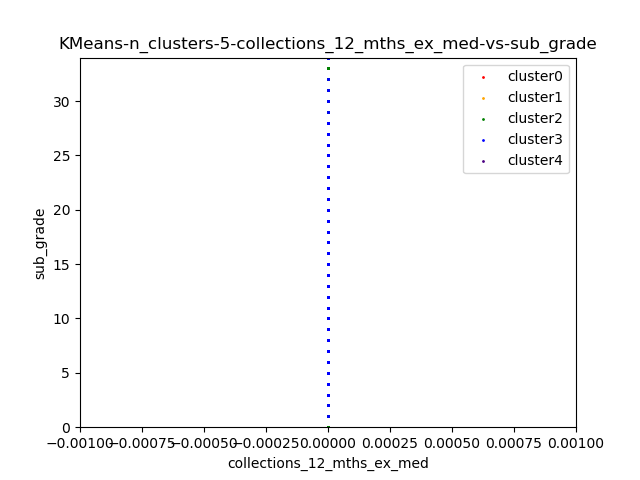 KMeans-n_clusters-5-collections_12_mths_ex_med-vs-sub_grade
cluster0
cluster1
cluster2
cluster3
cluster4
30
25
20
15
10
5
0
sub_grade
−0.00100 −0.00075 −0.00050 −0.00025 0.00000 0.00025 0.00050 0.00075 0.00100
collections_12_mths_ex_med